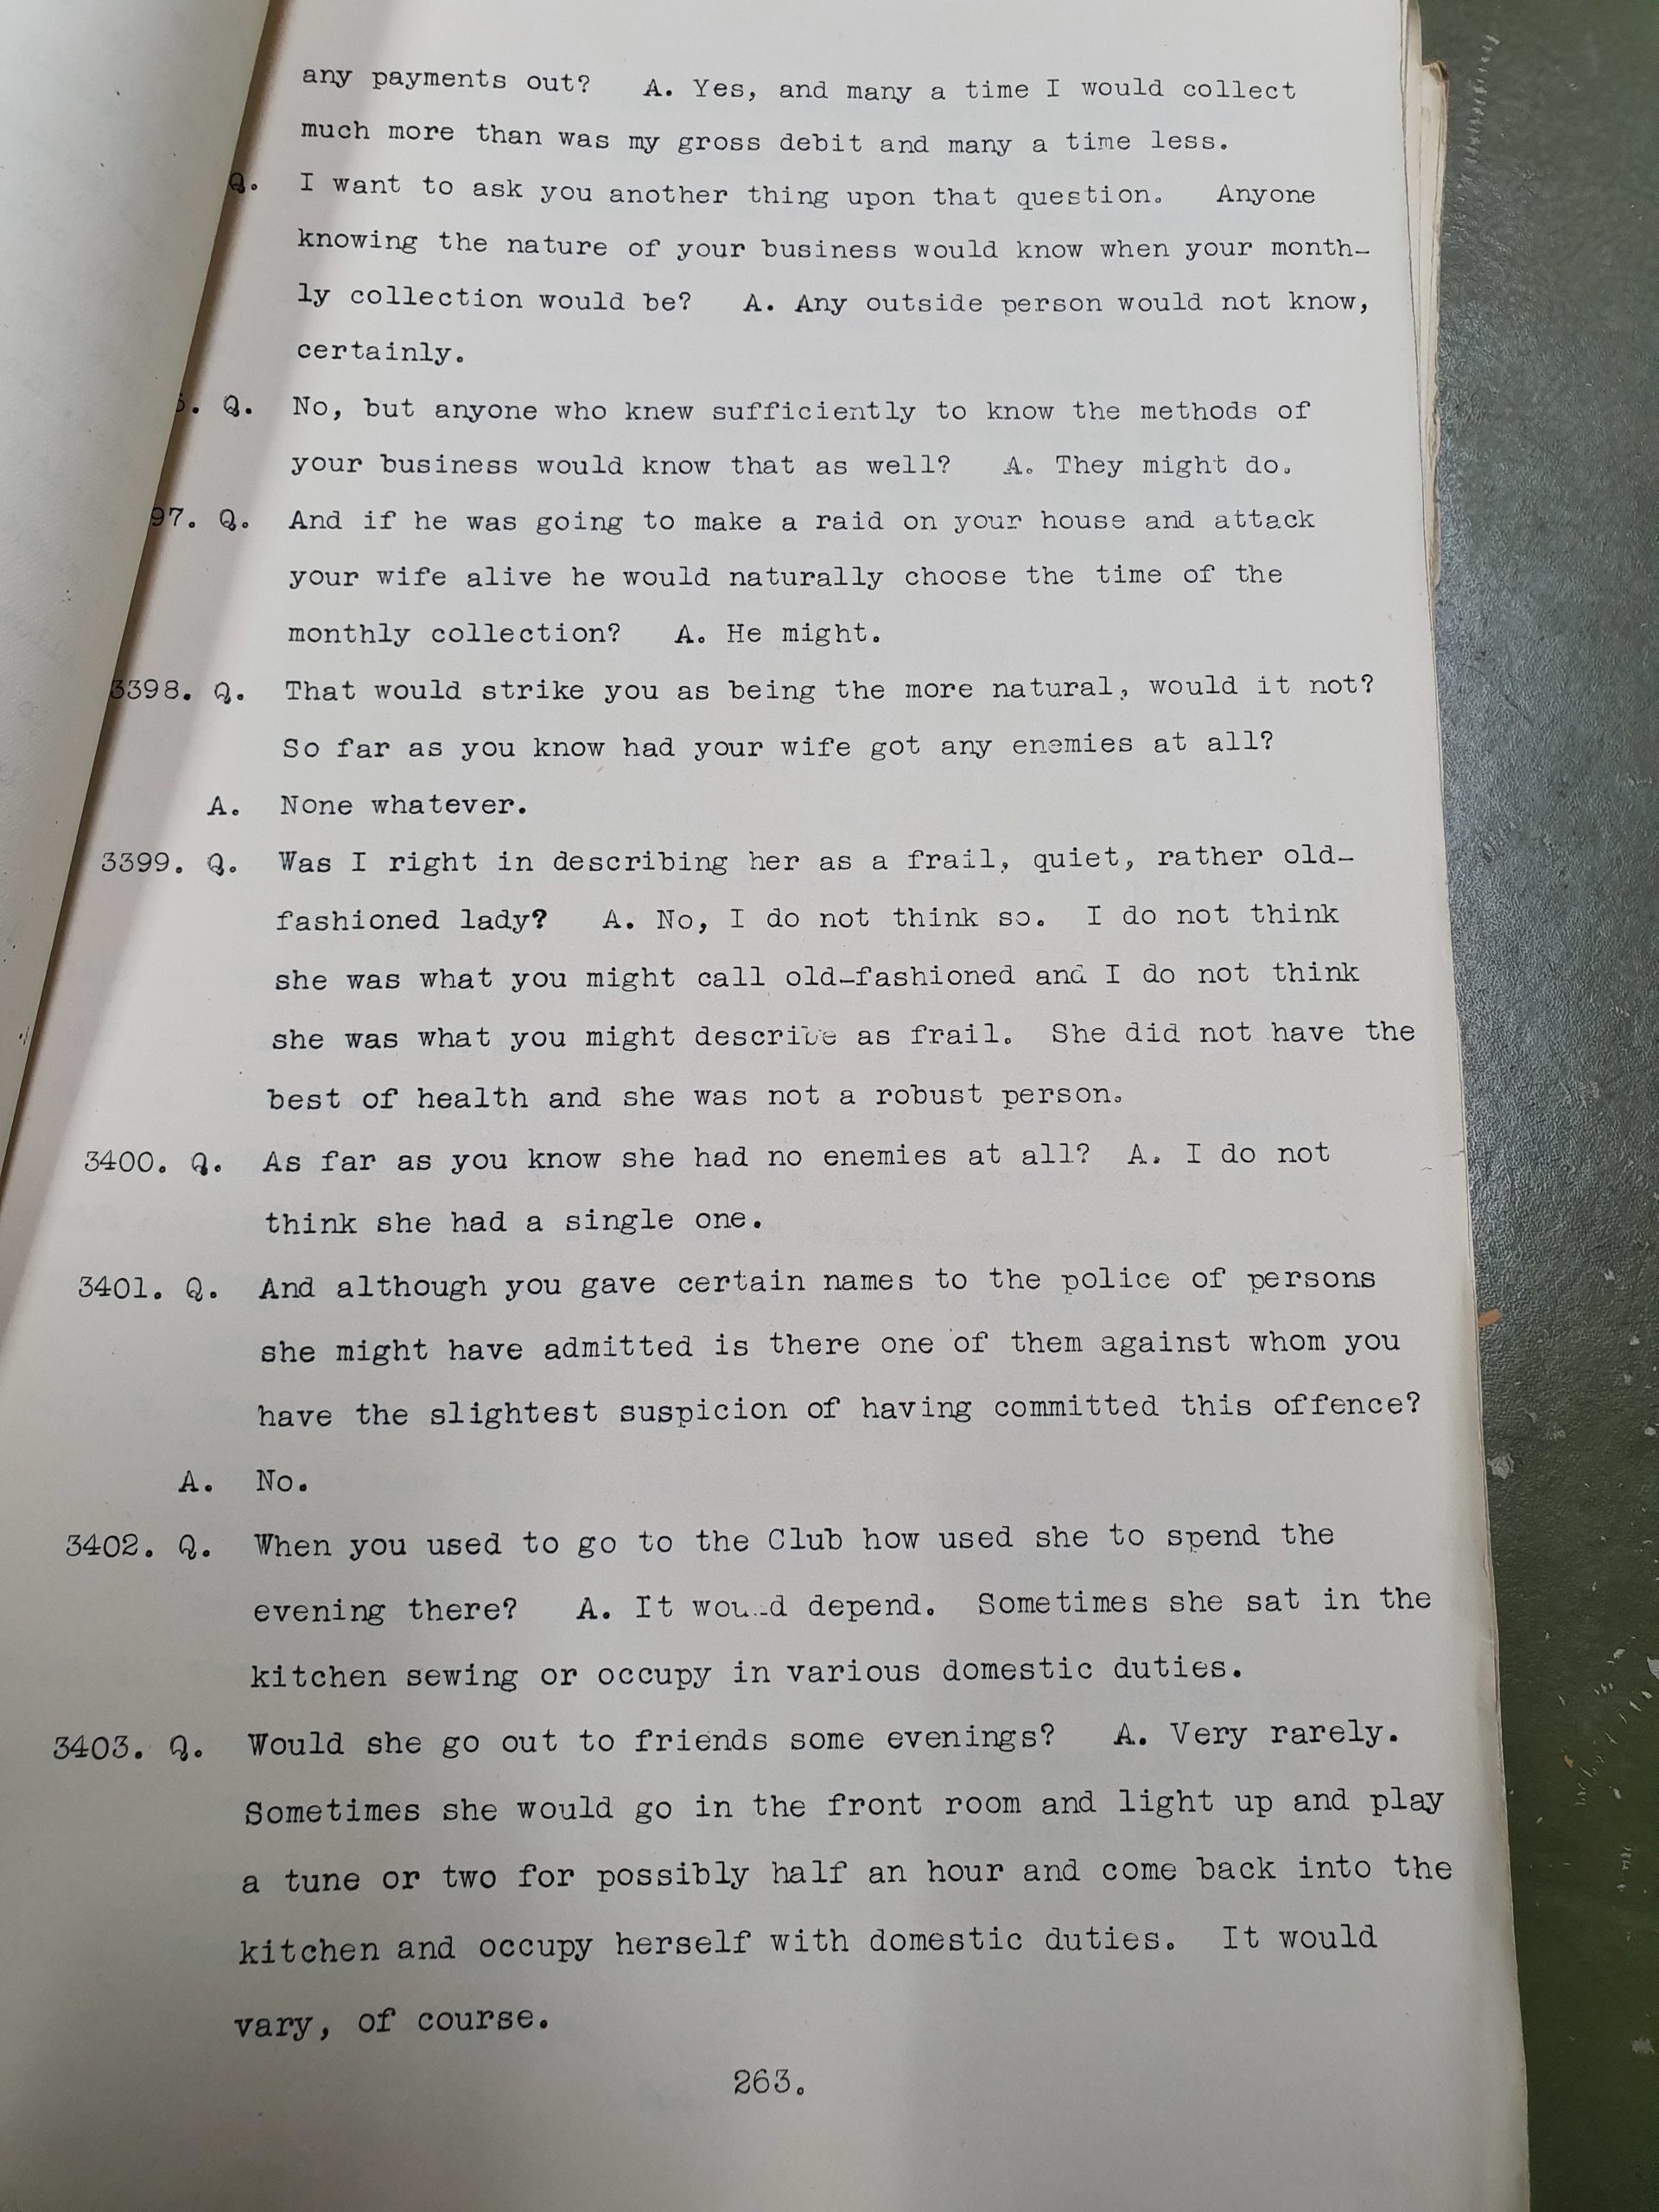 any payments out? A. Yes, and many a time I would collect
much more than was my gross debit and many a time less.
Q. I want to ask you another thing upon that question. Anyone
knowing the nature of your business would know when your month-
ly collection would be? A. Any outside person would not know,
certainly.
. Q. No, but anyone who knew sufficiently to know the methods of
your business would know that as well? A. They might do.
97. Q. And if he was going to make a raid on your house and attack
your wife alive he would naturally choose the time of the
monthly collection? A. He might.
3398. Q. That would strike you as being the more natural, would it not?
So far as you know had your wife got any enemies at all?
A. None whatever.
3399. Q. Was I right in describing her as a frail, quiet, rather old-
fashioned lady? A. No, I do not think so. I do not think
she was what you might call old-fashioned and I do not think
she was what you might describe as frail. She did not have the
best of health and she was not a robust person.
3400. Q. As far as you know she had no enemies at all? A. I do not
think she had a single one.
3401. Q. And although you gave certain names to the police of persons
she might have admitted is there one of them against whom you
have the slightest suspicion of having committed this offence?
A. No.
3402. Q. When you used to go to the Club how used she to spend the
evening there? A. It would depend. Sometimes she sat in the
kitchen sewing or occupy in various domestic duties.
3403. Q. Would she go out to friends some evenings? A. Very rarely.
Sometimes she would go in the front room and light up and play
a tune or two for possibly half an hour and come back into the
kitchen and occupy herself with domestic duties. It would
vary, of course.
263.